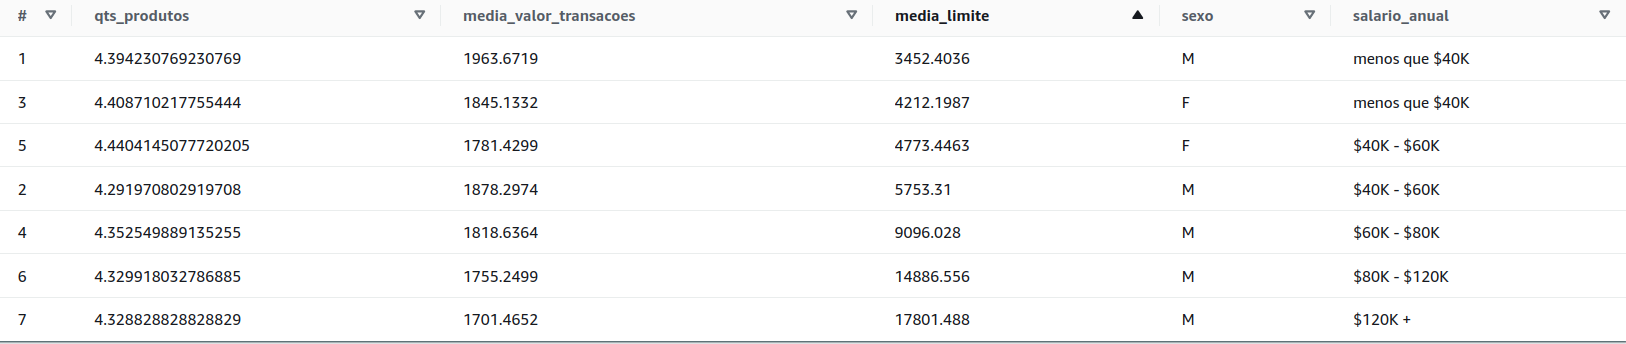 # qts_produtos media_valor_transacoes media_limite sexo salario_anual
1 4.394230769230769 1963.6719 3452.4036 M menos que $40K
3 4.408710217755444 1845.1332 4212.1987 F menos que $40K
5 4.4404145077720205 1781.4299 4773.4463 F $40K - $60K
2 4.291970802919708 1878.2974 5753.31 M $40K - $60K
4 4.352549889135255 1818.6364 9096.028 M $60K - $80K
6 4.329918032786885 1755.2499 14886.556 M $80K - $120K
7 4.328828828828829 1701.4652 17801.488 M $120K +